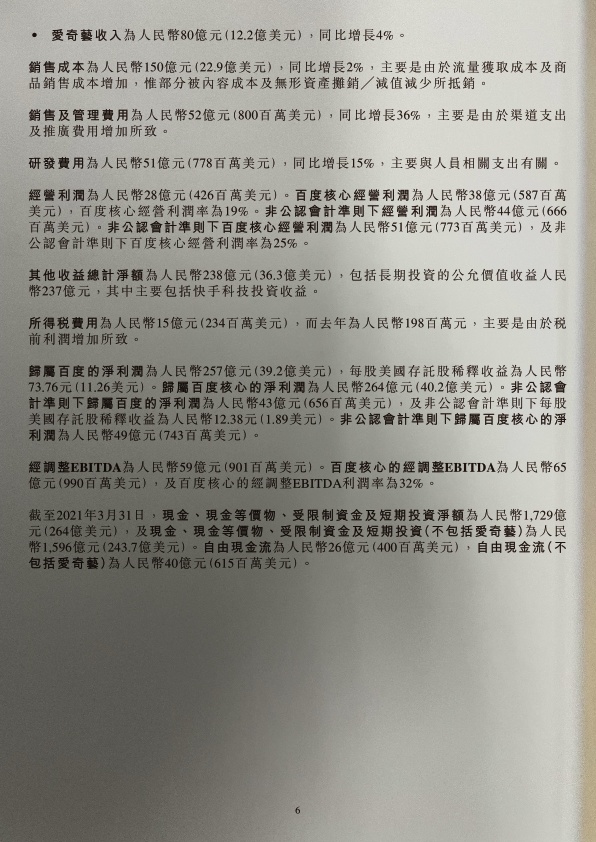 • 愛奇藝收入為人民幣80億元(12.2億美元)，同比增長4%。
銷售成本為人民幣150億元(22.9億美元)，同比增長2%，主要是由於流量獲取成本及商
品銷售成本增加，惟部分被內容成本及無形資產攤銷／減值減少所抵銷。
銷售及管理費用為人民幣52億元(800百萬美元)，同比增長36%，主要是由於渠道支出
及推廣費用增加所致。
研發費用為人民幣51億元(778百萬美元)，同比增長15%，主要與人員相關支出有關。
經營利潤為人民幣28億元(426百萬美元)。百度核心經營利潤為人民幣38億元(587百萬
美元)，百度核心經營利潤率為19%。非公認會計準則下經營利潤為人民幣44億元(666
百萬美元)。非公認會計準則下百度核心經營利潤為人民幣51億元(773百萬美元)，及非
公認會計準則下百度核心經營利潤率為25%。
其他收益總計淨額為人民幣238億元(36.3億美元)，包括長期投資的公允價值收益人民
幣237億元，其中主要包括快手科技投資收益。
所得稅費用為人民幣15億元(234百萬美元)，而去年為人民幣198百萬元，主要是由於稅
前利潤增加所致。
歸屬百度的淨利潤為人民幣257億元(39.2億美元)，每股美國存託股稀釋收益為人民幣
73.76元(11.26美元)。歸屬百度核心的淨利潤為人民幣264億元(40.2億美元)。非公認會
計準則下歸屬百度的淨利潤為人民幣43億元(656百萬美元)，及非公認會計準則下每股
美國存託股稀釋收益為人民幣12.38元(1.89美元)。非公認會計準則下歸屬百度核心的淨
利潤為人民幣49億元(743百萬美元)。
經調整EBITDA為人民幣59億元(901百萬美元)。百度核心的經調整EBITDA為人民幣65
億元(990百萬美元)，及百度核心的經調整EBITDA利潤率為32%。
截至2021年3月31日，現金、現金等價物、受限制資金及短期投資淨額為人民幣1,729億
元(264億美元)，及現金、現金等價物、受限制資金及短期投資(不包括愛奇藝)為人民
幣1,596億元(243.7億美元)。自由現金流為人民幣26億元(400百萬美元)，自由現金流(不
包括愛奇藝)為人民幣40億元(615百萬美元)。
6